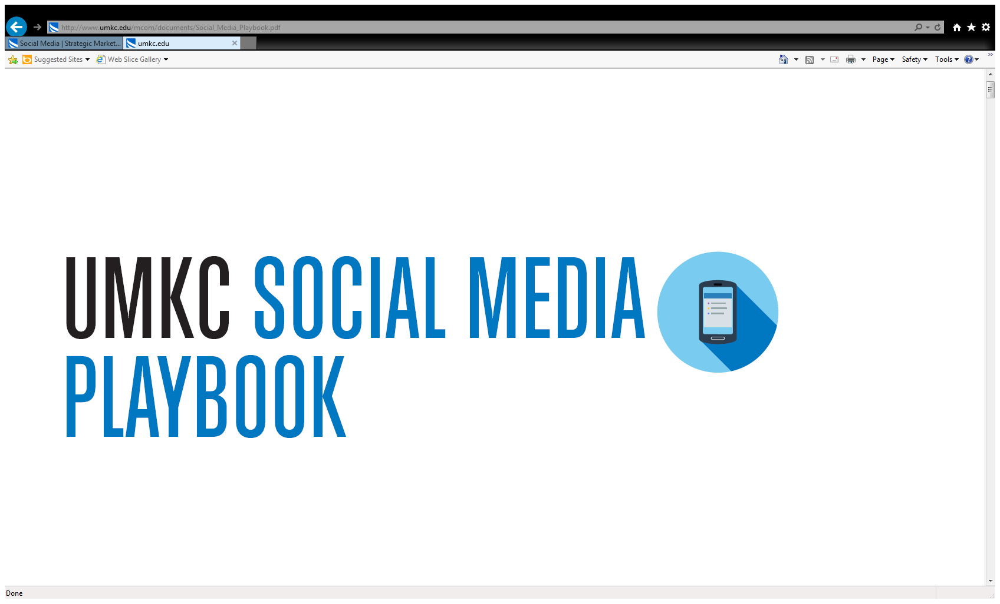 http://www.umkc.edu/mcom/documents/Social_Media_Playbook.pdf
Social Media | Strategic Market... umkc.edu
Suggested Sites Web Slice Gallery Page Safety Tools
UMKC SOCIAL MEDIA
PLAYBOOK
Done